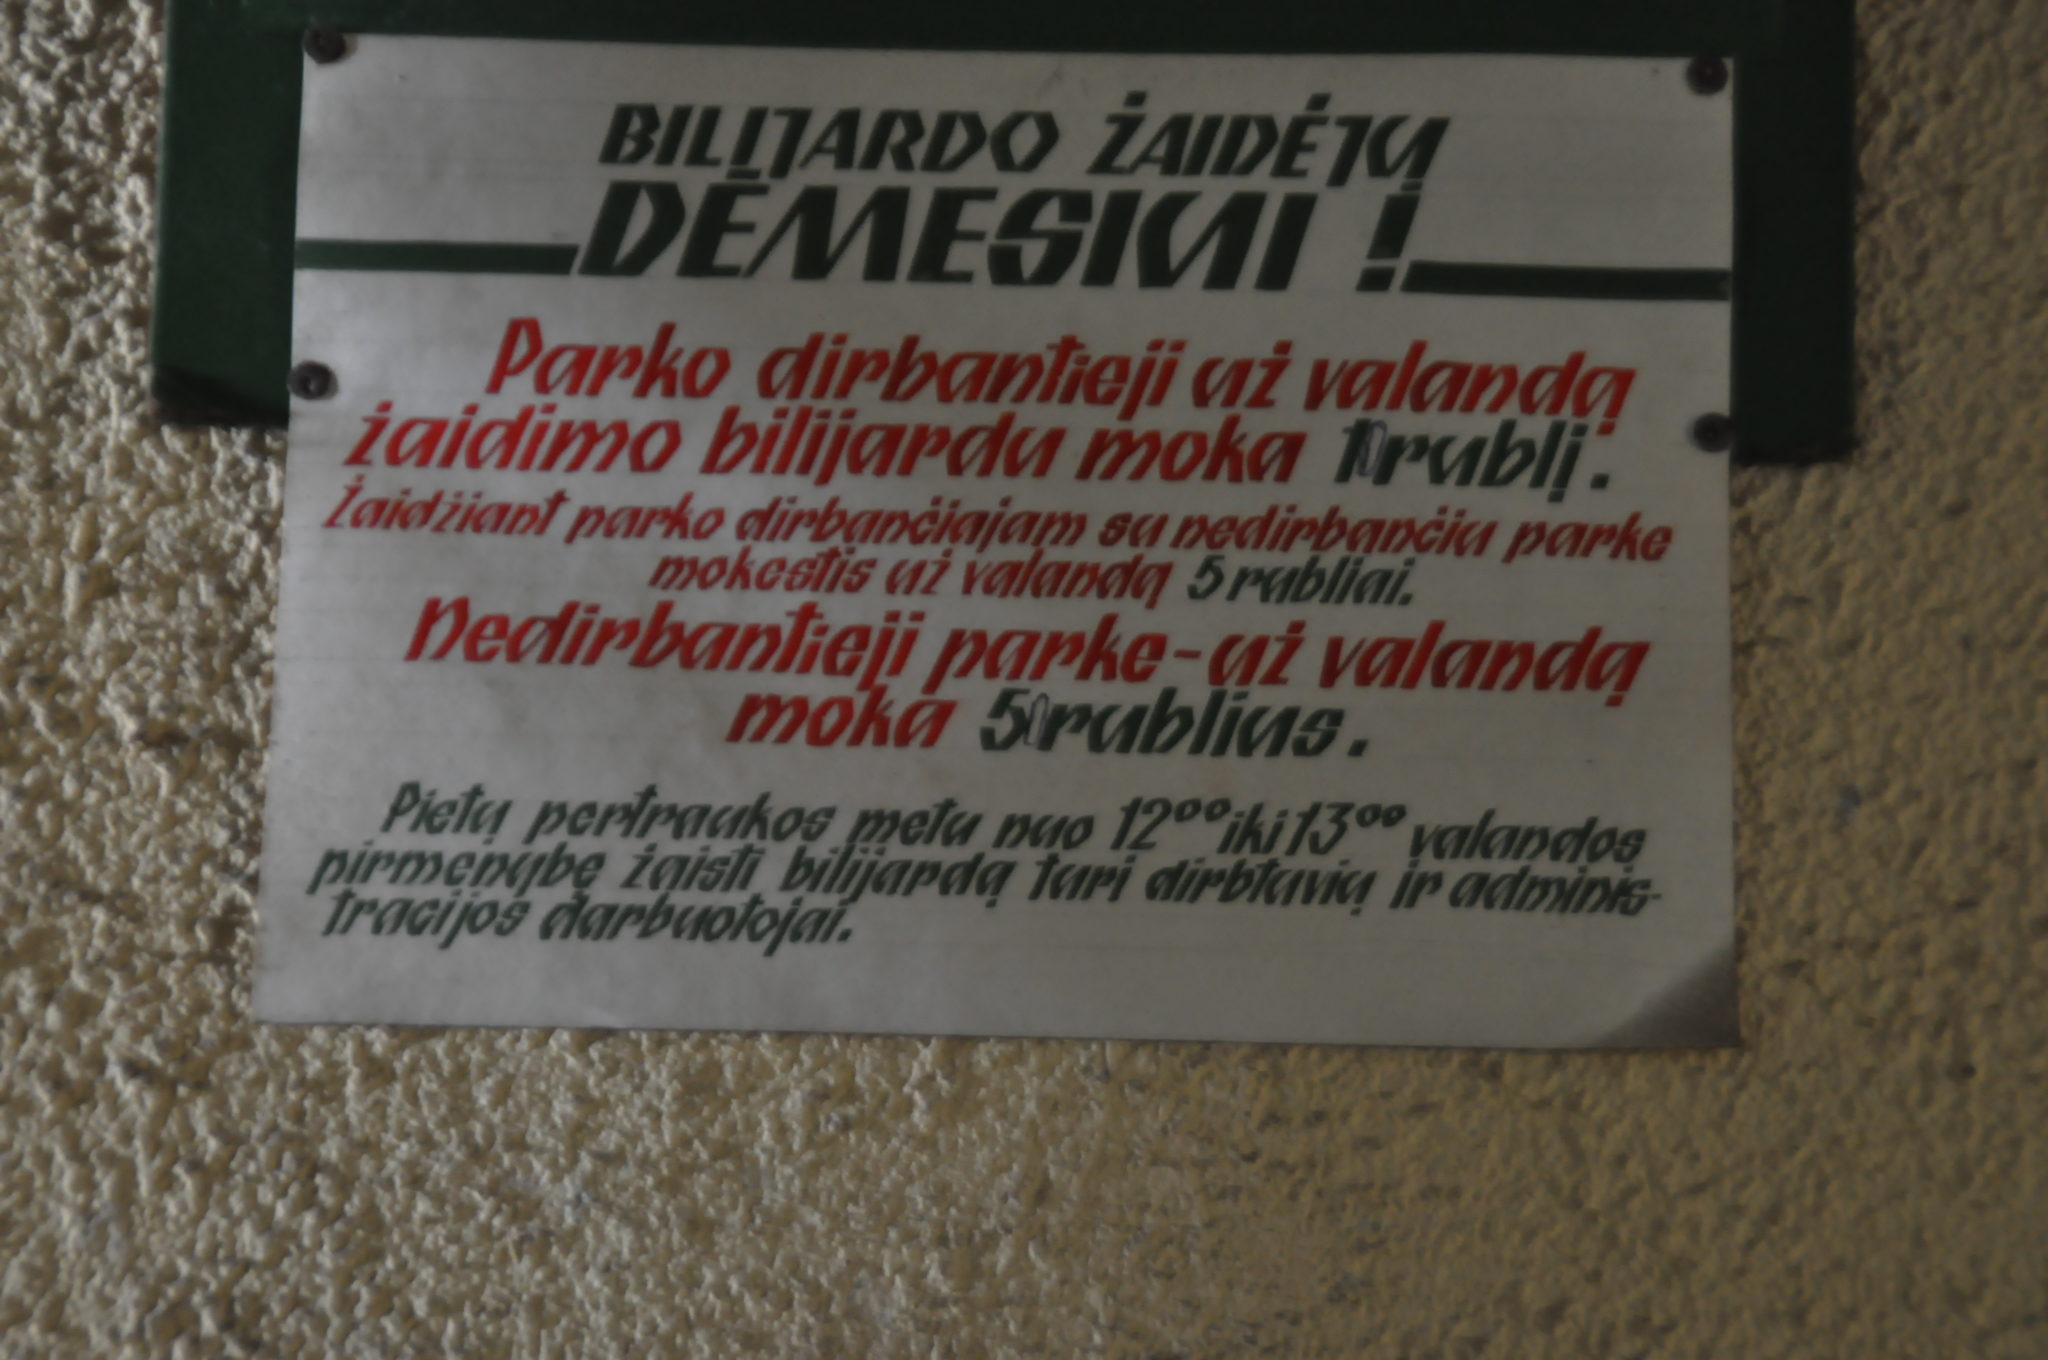 BILIJARDO ŽAIDĖJŲ
DĖMESIUI !
Parko dirbantieji už valandą
žaidimo bilijardu moka 1 rublį.
Žaidžiant parko dirbančiajam su nedirbančiu parke
mokestis už valandą 5 rubliai.
Nedirbantieji parke - už valandą
moka 5 rublius.
Pietų pertraukos metu nuo 12⁰⁰ iki 13⁰⁰ valandos
pirmenybę žaisti bilijardą turi dirbtuvių ir adminis-
tracijos darbuotojai.